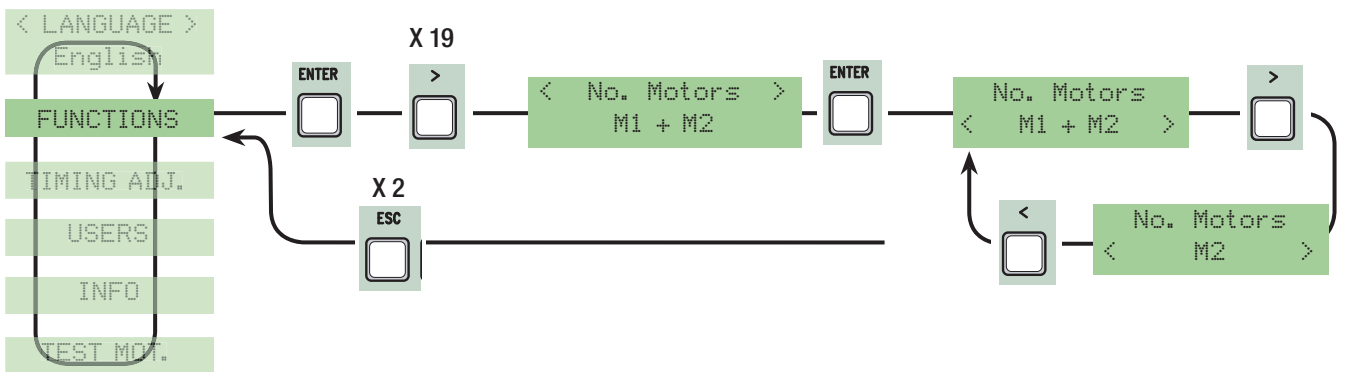 < LANGUAGE >
English
FUNCTIONS
TIMING ADJ.
USERS
INFO
TEST MOT.
ENTER
X 19
>
< No. Motors >
M1 + M2
ENTER
No. Motors
< M1 + M2 >
>
X 2
ESC
<
No. Motors
< M2 >